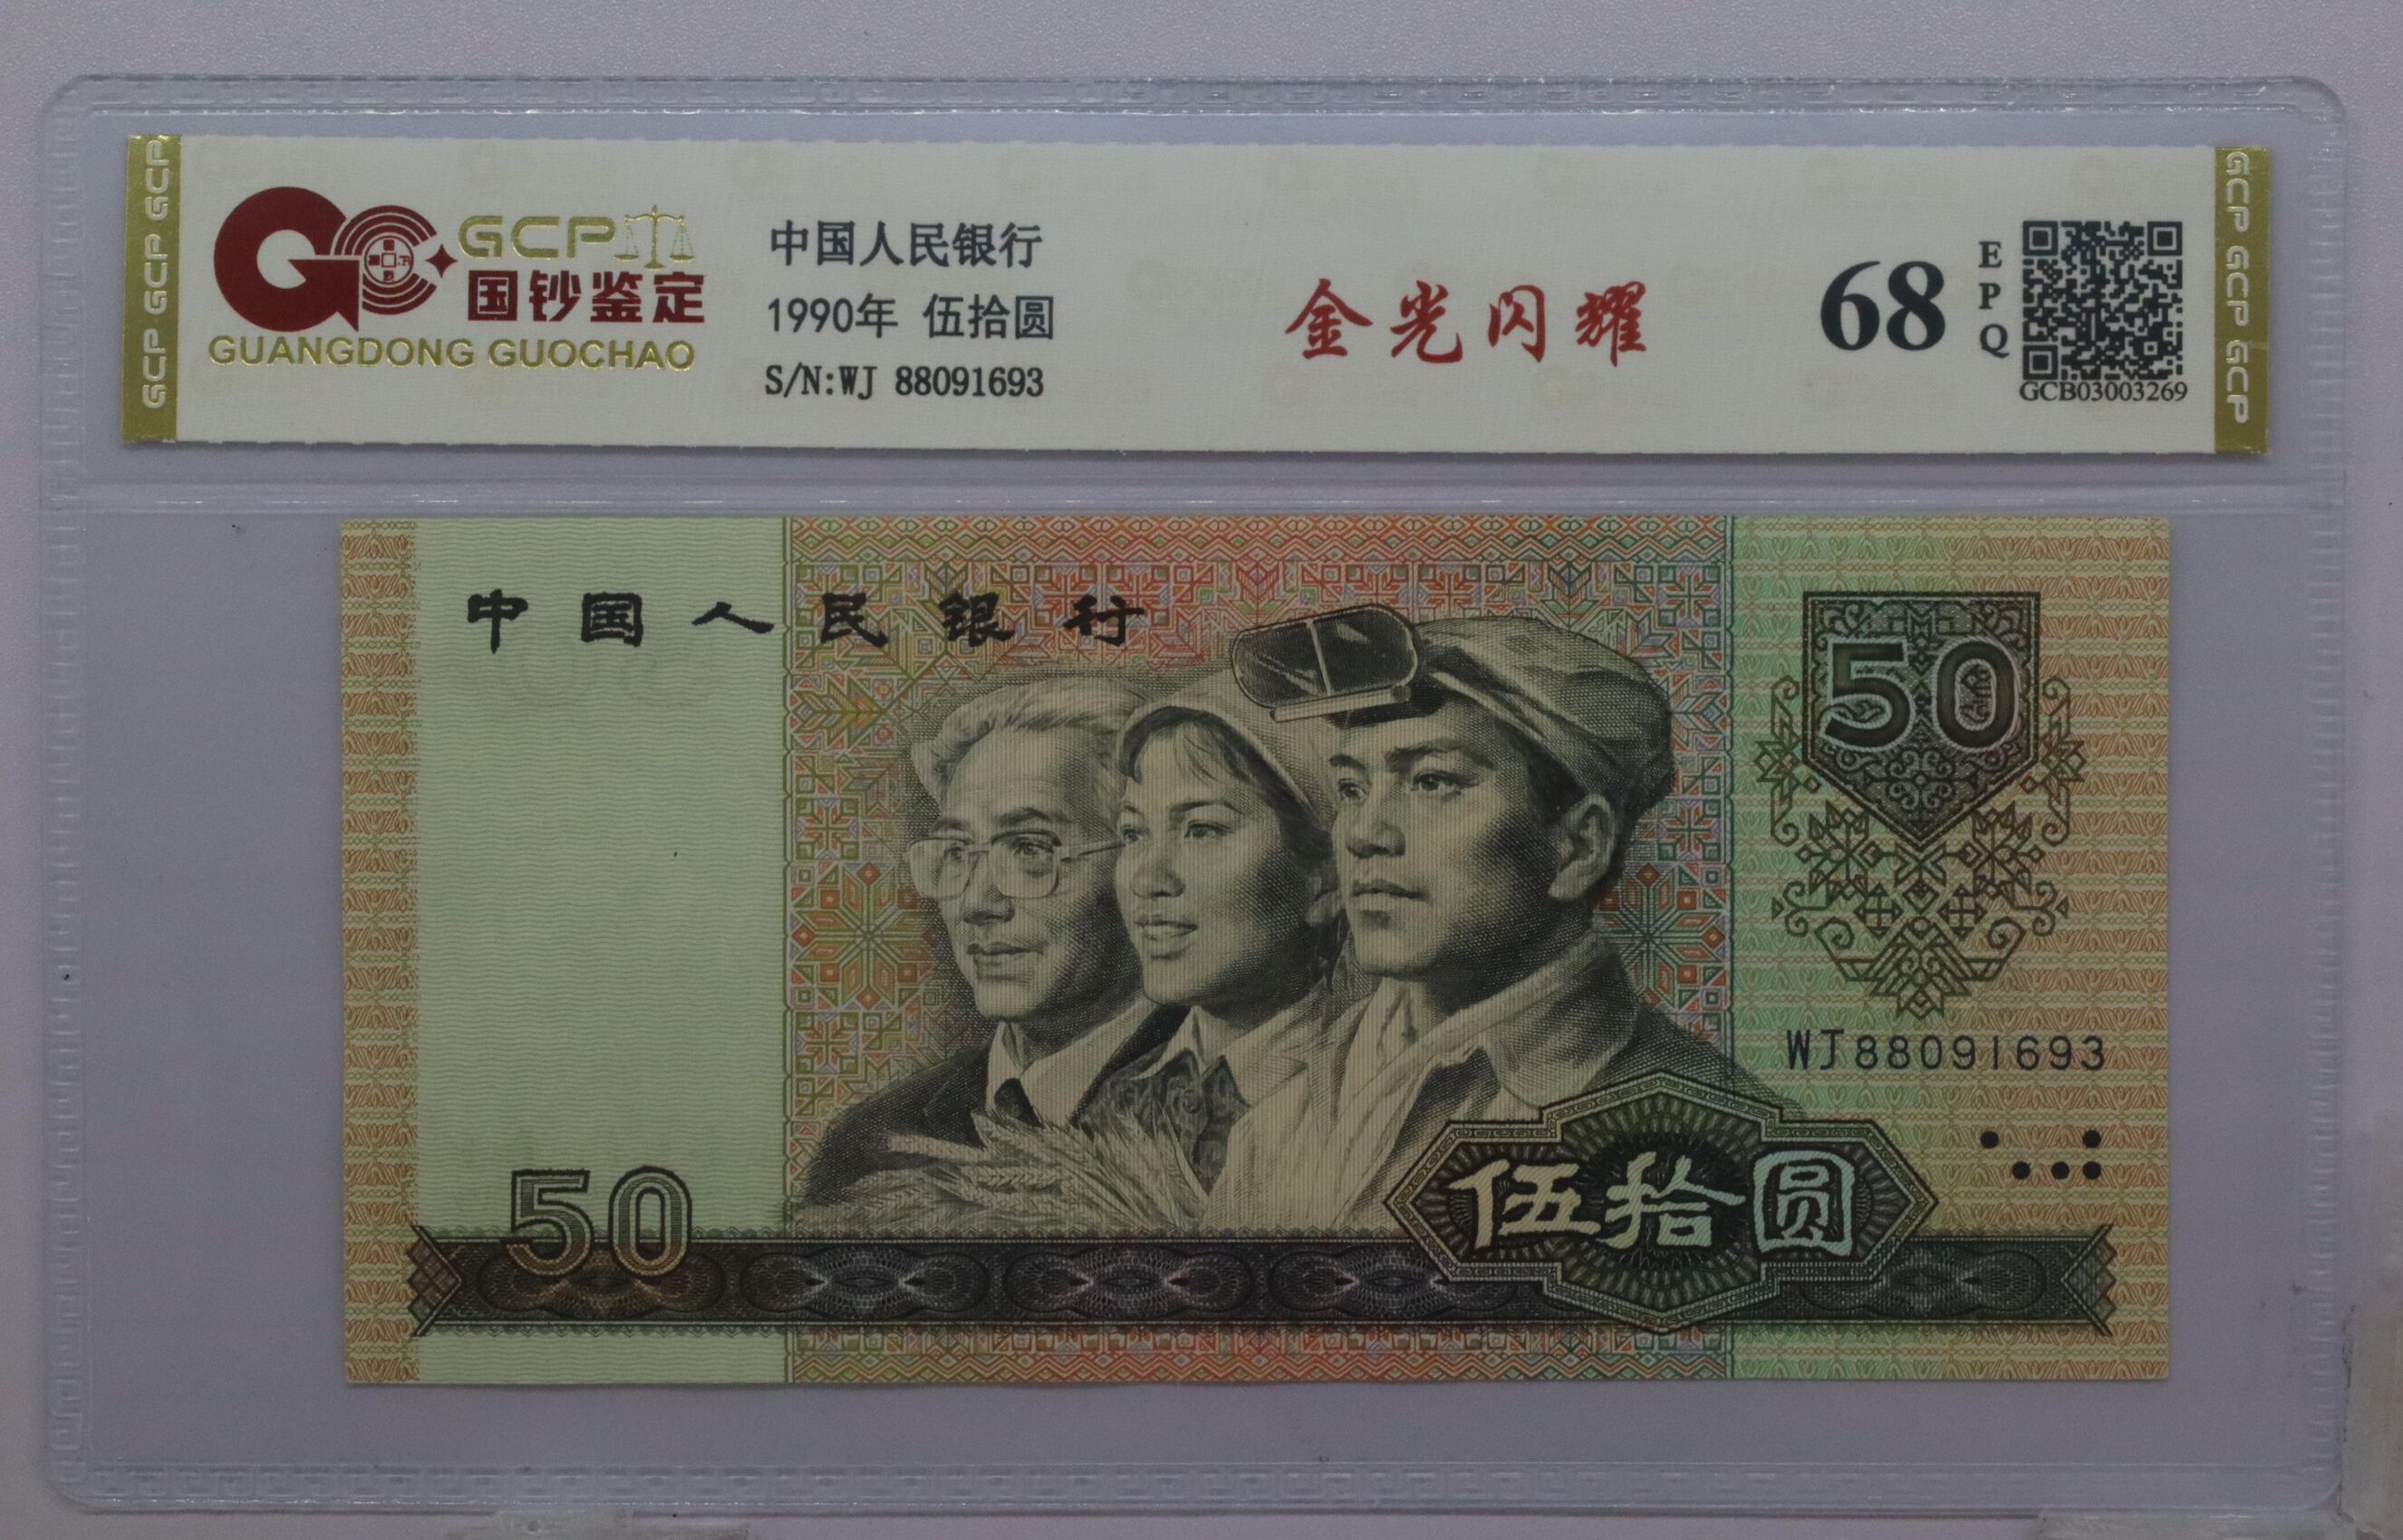 GCP GCP GCP
GCP
国钞鉴定
GUANGDONG GUOCHAO
中国人民银行
1990年 伍拾圆
S/N:WJ 88091693
金光闪耀
68
EPQ
GCB03003269
GCP GCP GCP
中国人民银行
50
WJ88091693
50
伍拾圆